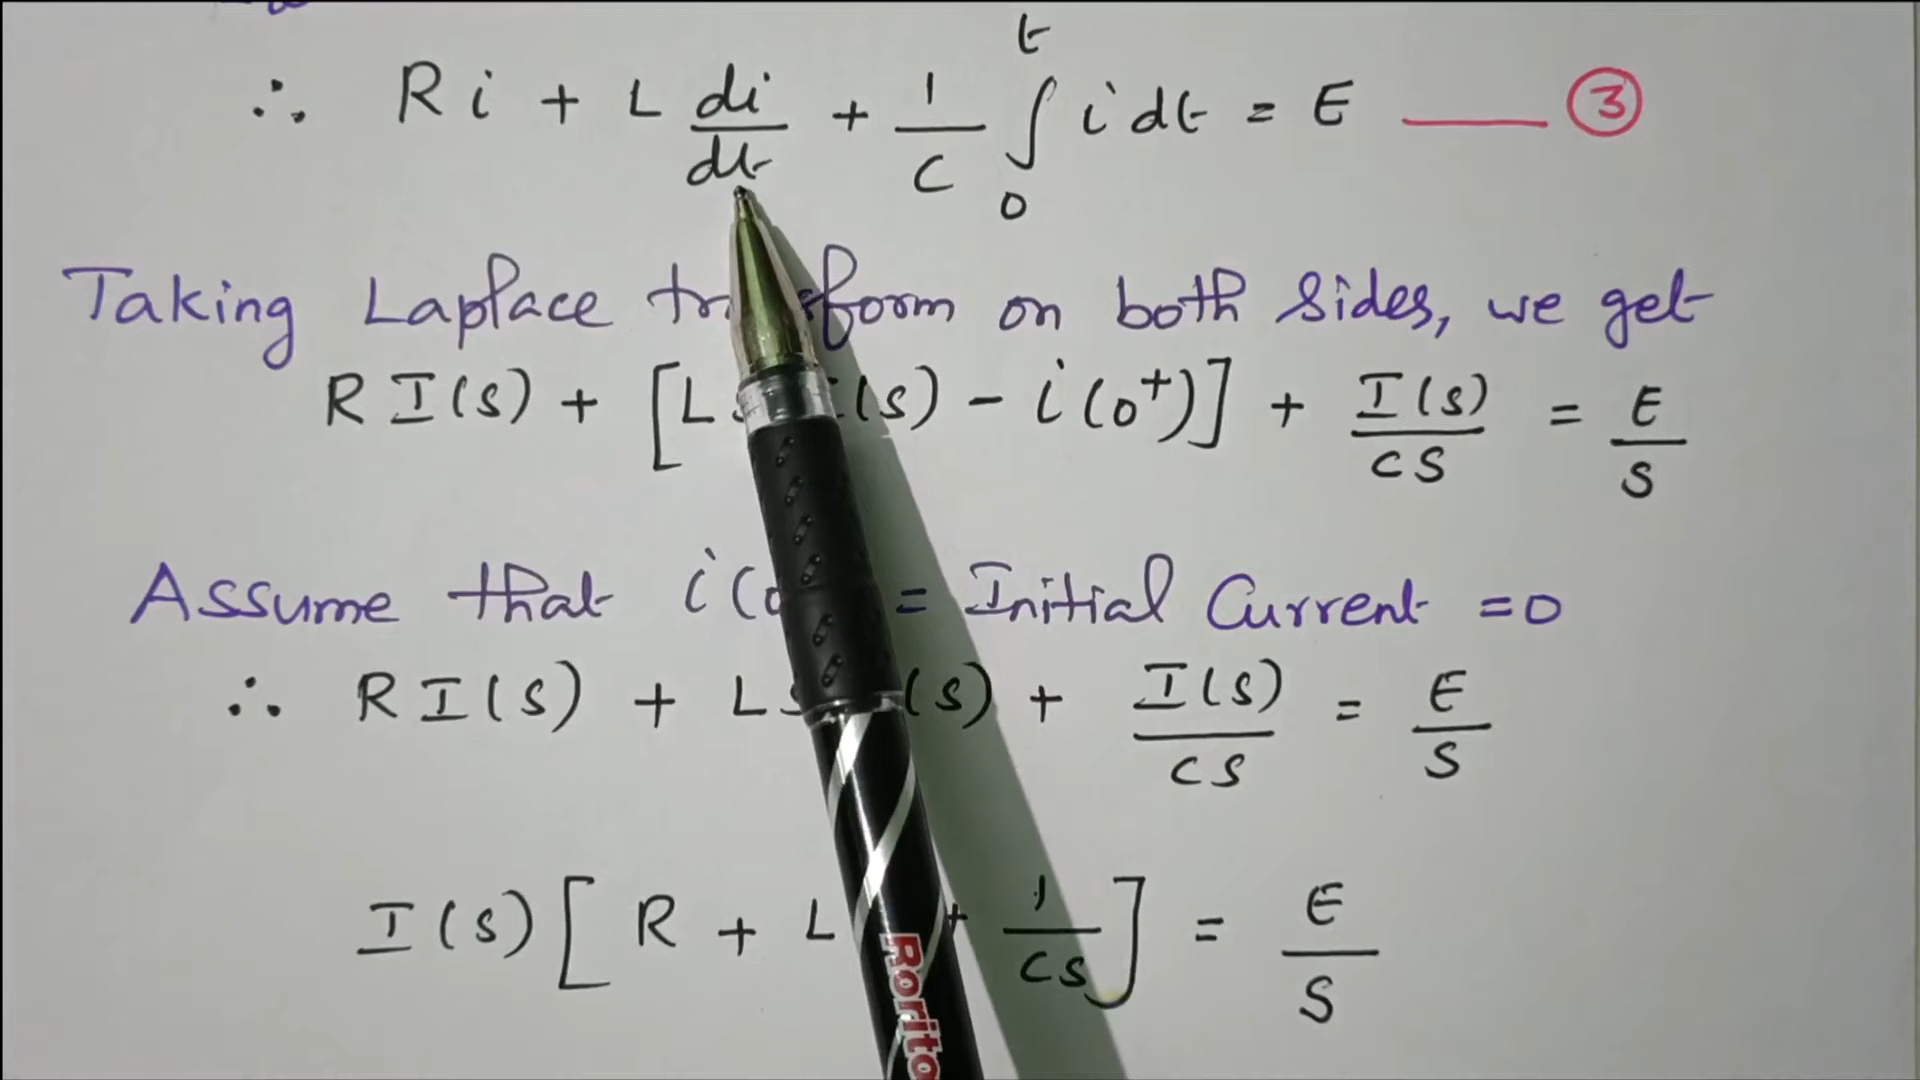 ∴ Ri + L di/dt + 1/C ∫₀ᵗ i dt = E —— ③
Taking Laplace on both sides, we get
R I(s) + [L (s) - i(0⁺)] + I(s)/CS = E/S
Assume that = Initial Current = 0
∴ R I(s) + L (s) + I(s)/CS = E/S
I(s) [R + L + 1/CS] = E/S
Rorito